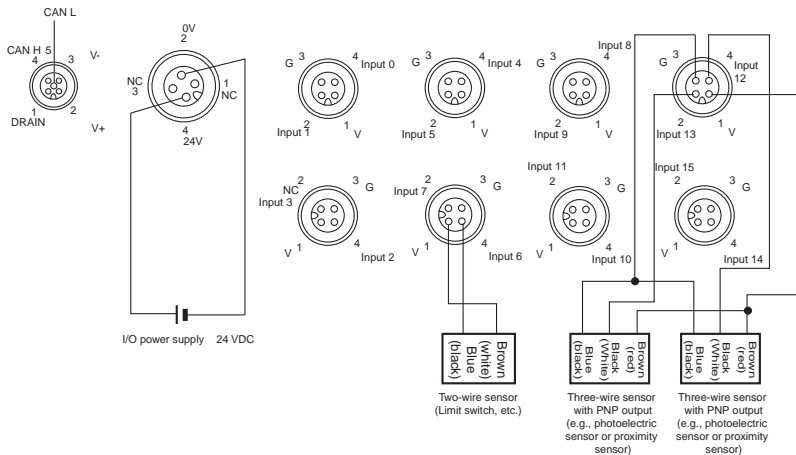 CAN L
CAN H 5
4 3 V-
1 2
DRAIN V+
0V
2
NC
3
1
NC
4
24V
G 3 4 Input 0
Input 1 2 1 V
G 3 4 Input 4
Input 5 2 1 V
G 3 4 Input 8
Input 9 2 1 V
G 3 4 Input
12
Input 13 2 1 V
NC 2 3 G
Input 3
V 1 4 Input 2
Input 7 2 3 G
V 1 4 Input 6
Input 11
2 3 G
V 1 4 Input 10
Input 15
2 3 G
V 1 4 Input 14
I/O power supply 24 VDC
Brown
(white)
Blue
(black)
Two-wire sensor
(Limit switch, etc.)
Brown
(red)
Black
(White)
Blue
(black)
Three-wire sensor
with PNP output
(e.g., photoelectric
sensor or proximity
sensor)
Brown
(red)
Black
(White)
Blue
(black)
Three-wire sensor
with PNP output
(e.g., photoelectric
sensor or proximity
sensor)